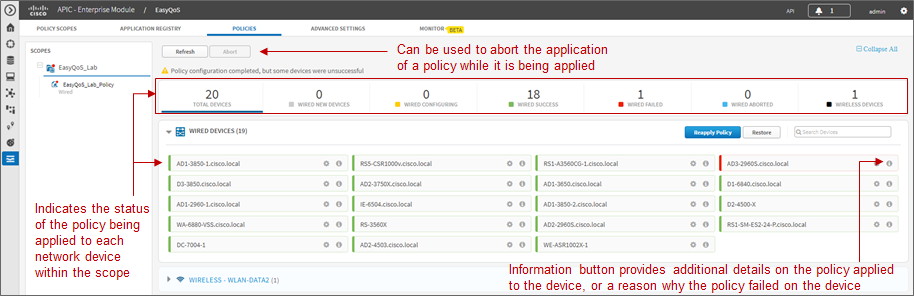 CISCO
APIC - Enterprise Module / EasyQoS
API
1
admin
POLICY SCOPES
APPLICATION REGISTRY
POLICIES
ADVANCED SETTINGS
MONITOR BETA
SCOPES
EasyQoS_Lab
EasyQoS_Lab_Policy
Wired
Refresh
Abort
Can be used to abort the application
of a policy while it is being applied
Collapse All
Policy configuration completed, but some devices were unsuccessful
20
TOTAL DEVICES
0
WIRED NEW DEVICES
0
WIRED CONFIGURING
18
WIRED SUCCESS
1
WIRED FAILED
0
WIRED ABORTED
1
WIRELESS DEVICES
WIRED DEVICES (19)
Reapply Policy
Restore
Search Devices
AD1-3850-1.cisco.local
RS5-CSR1000v.cisco.local
RS1-A3560CG-1.cisco.local
AD3-2960S.cisco.local
D3-3850.cisco.local
AD2-3750X.cisco.local
AD1-3650.cisco.local
D1-6840.cisco.local
AD1-2960-1.cisco.local
IE-6504.cisco.local
AD1-3850-2.cisco.local
D2-4500-X
WA-6880-VSS.cisco.local
RS-3560X
AD2-2960S.cisco.local
RS1-SM-ES2-24-P.cisco.local
DC-7004-1
AD2-4503.cisco.local
WE-ASR1002X-1
WIRELESS - WLAN-DATA2 (1)
Indicates the status
of the policy being
applied to each
network device
within the scope
Information button provides additional details on the policy applied
to the device, or a reason why the policy failed on the device